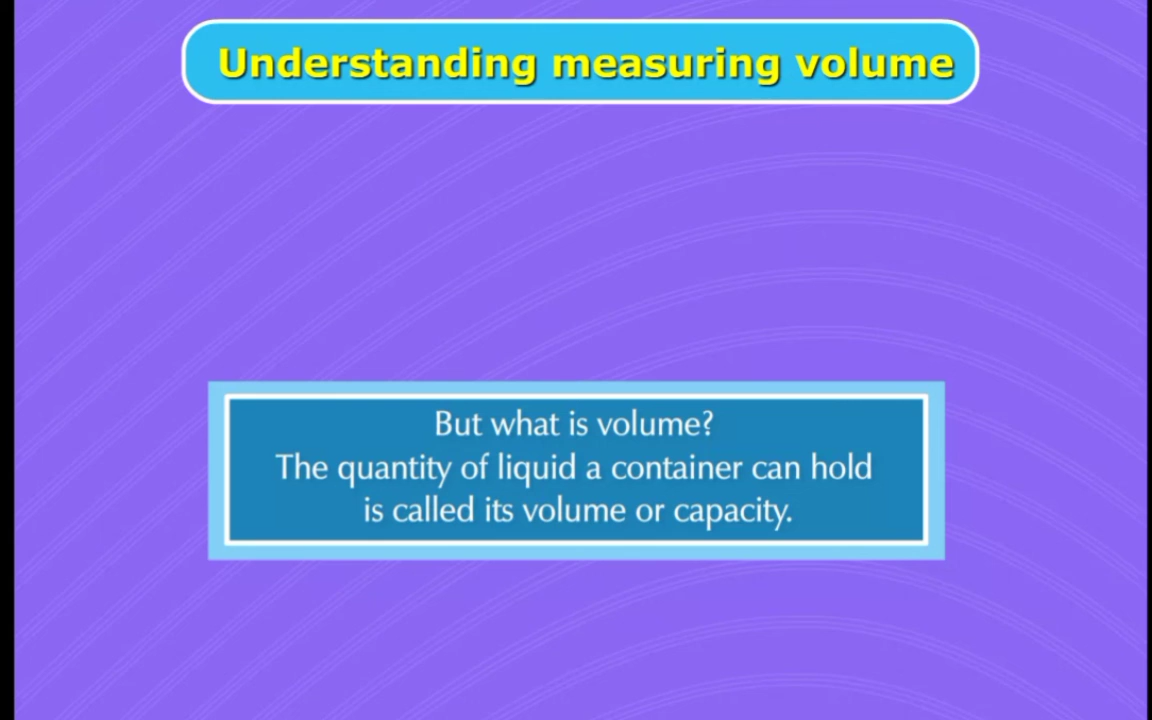 Understanding measuring volume
But what is volume?
The quantity of liquid a container can hold
is called its volume or capacity.